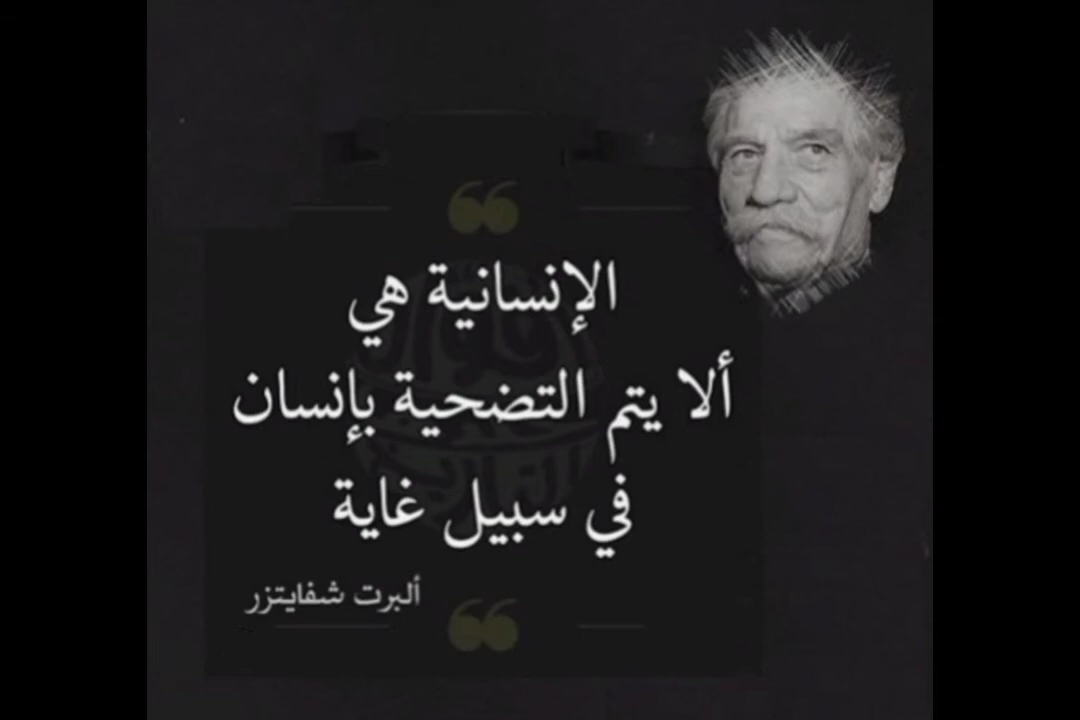 الإنسانية هي
ألا يتم التضحية بإنسان
في سبيل غاية
ألبرت شفايتزر